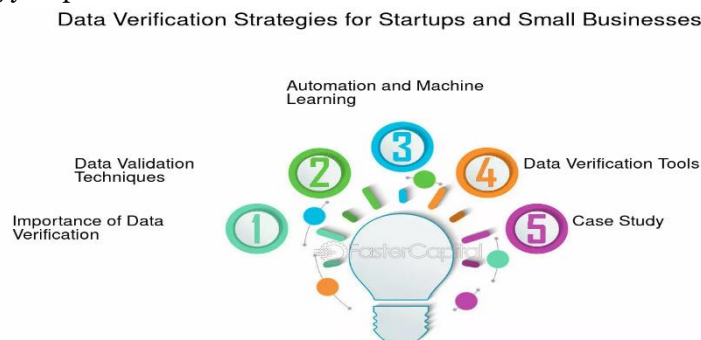 Data Verification Strategies for Startups and Small Businesses
Automation and Machine
Learning
3
Data Validation
Techniques
2
4
Data Verification Tools
Importance of Data
Verification
1
5
Case Study
FasterCapital